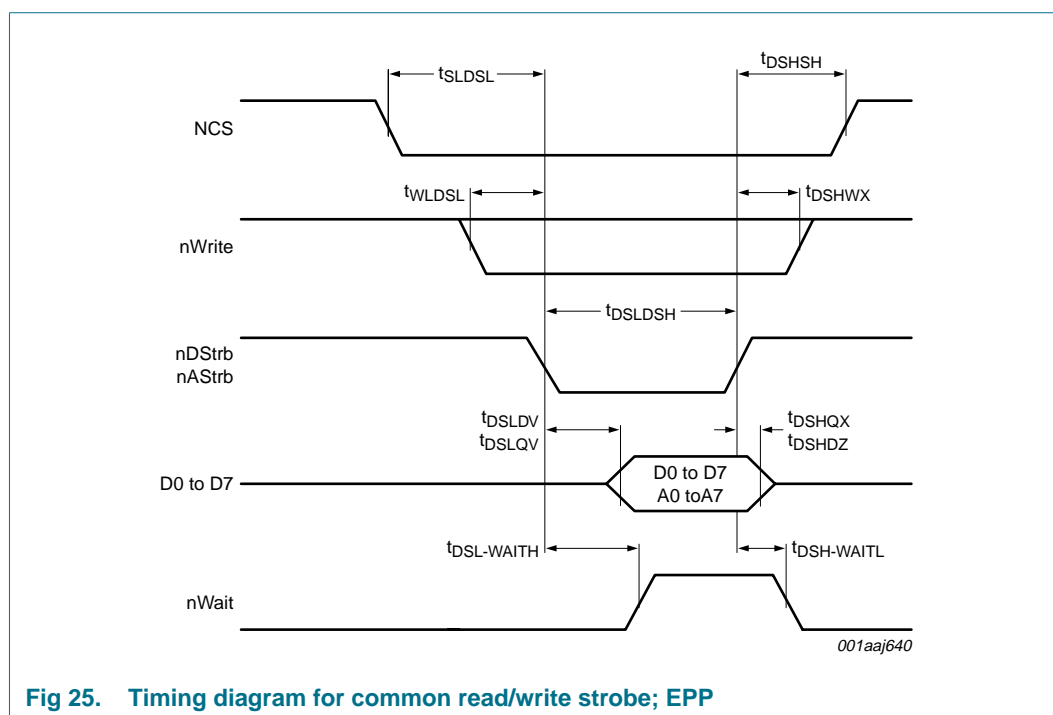 tSLDSL
tDSHSH
NCS
tWLDSL
tDSHWX
nWrite
tDSLDSH
nDStrb
nAStrb
tDSLDV
tDSLQV
tDSHQX
tDSHDZ
D0 to D7
D0 to D7
A0 toA7
tDSL-WAITH
tDSH-WAITL
nWait
001aaj640
Fig 25. Timing diagram for common read/write strobe; EPP